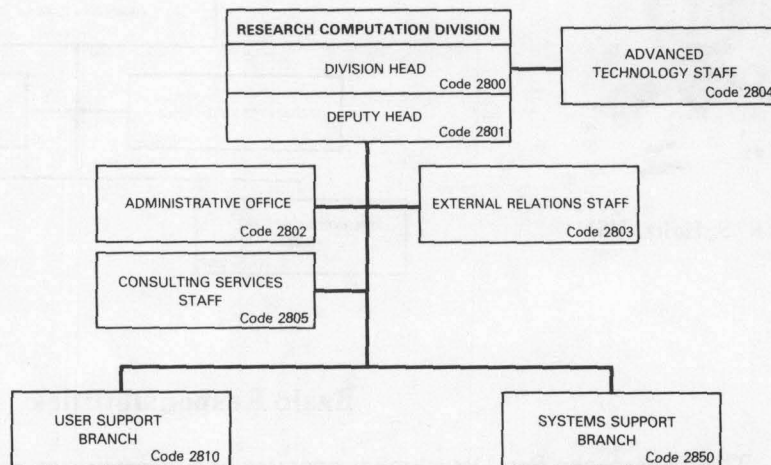 RESEARCH COMPUTATION DIVISION
DIVISION HEAD
Code 2800
DEPUTY HEAD
Code 2801
ADVANCED
TECHNOLOGY STAFF
Code 2804
ADMINISTRATIVE OFFICE
Code 2802
EXTERNAL RELATIONS STAFF
Code 2803
CONSULTING SERVICES
STAFF
Code 2805
USER SUPPORT
BRANCH
Code 2810
SYSTEMS SUPPORT
BRANCH
Code 2850